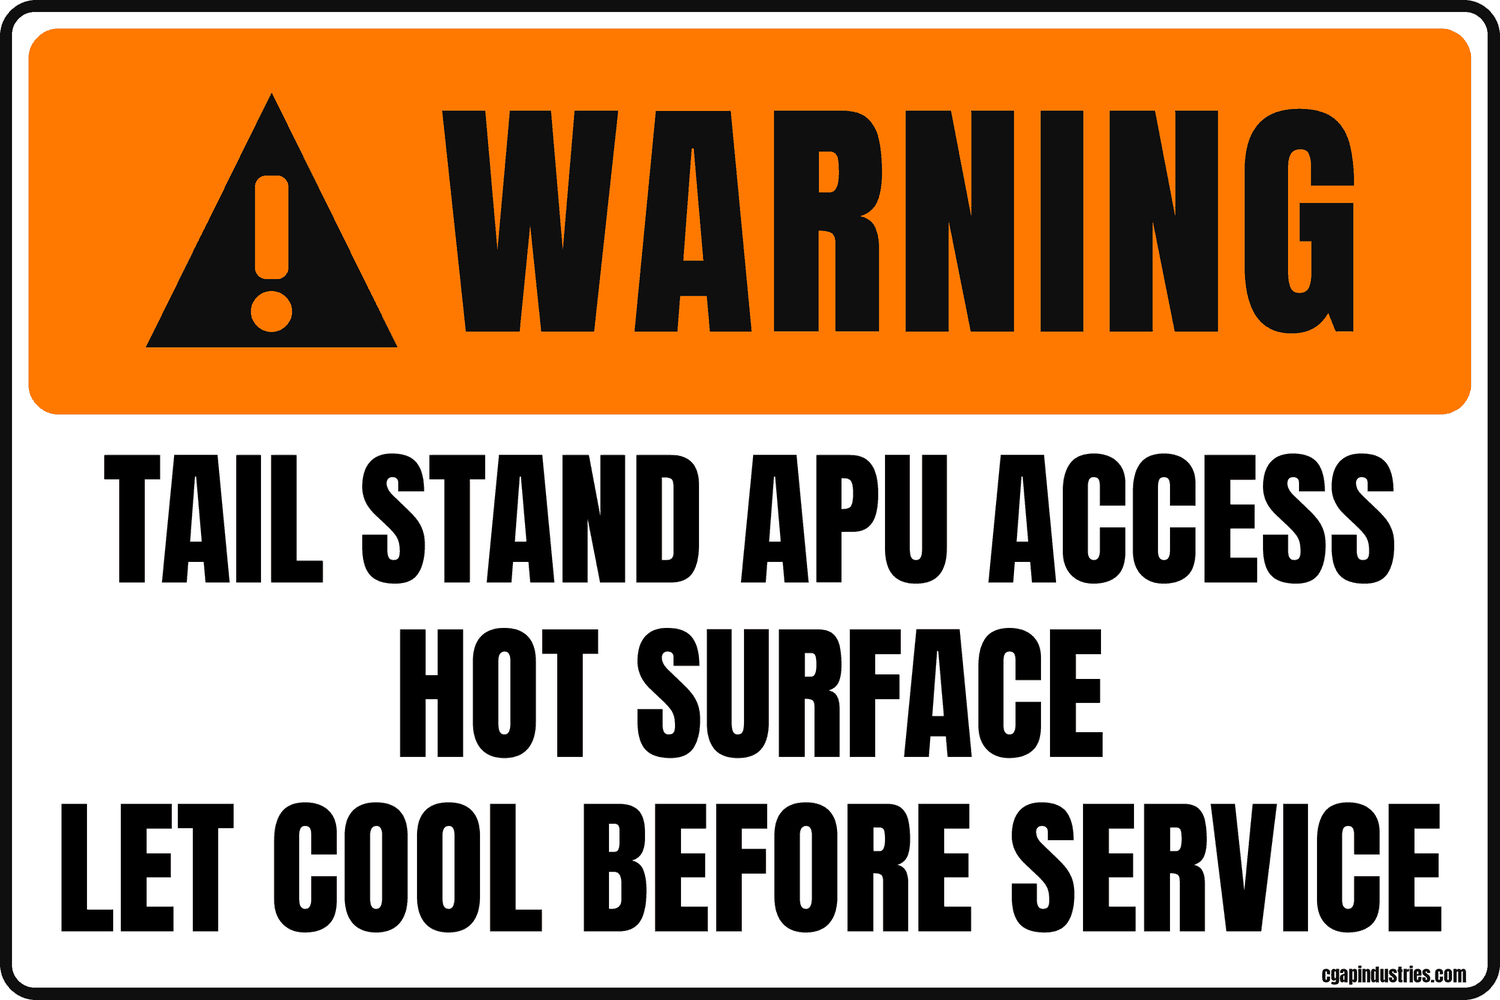 WARNING
TAIL STAND APU ACCESS
HOT SURFACE
LET COOL BEFORE SERVICE
cgapindustries.com